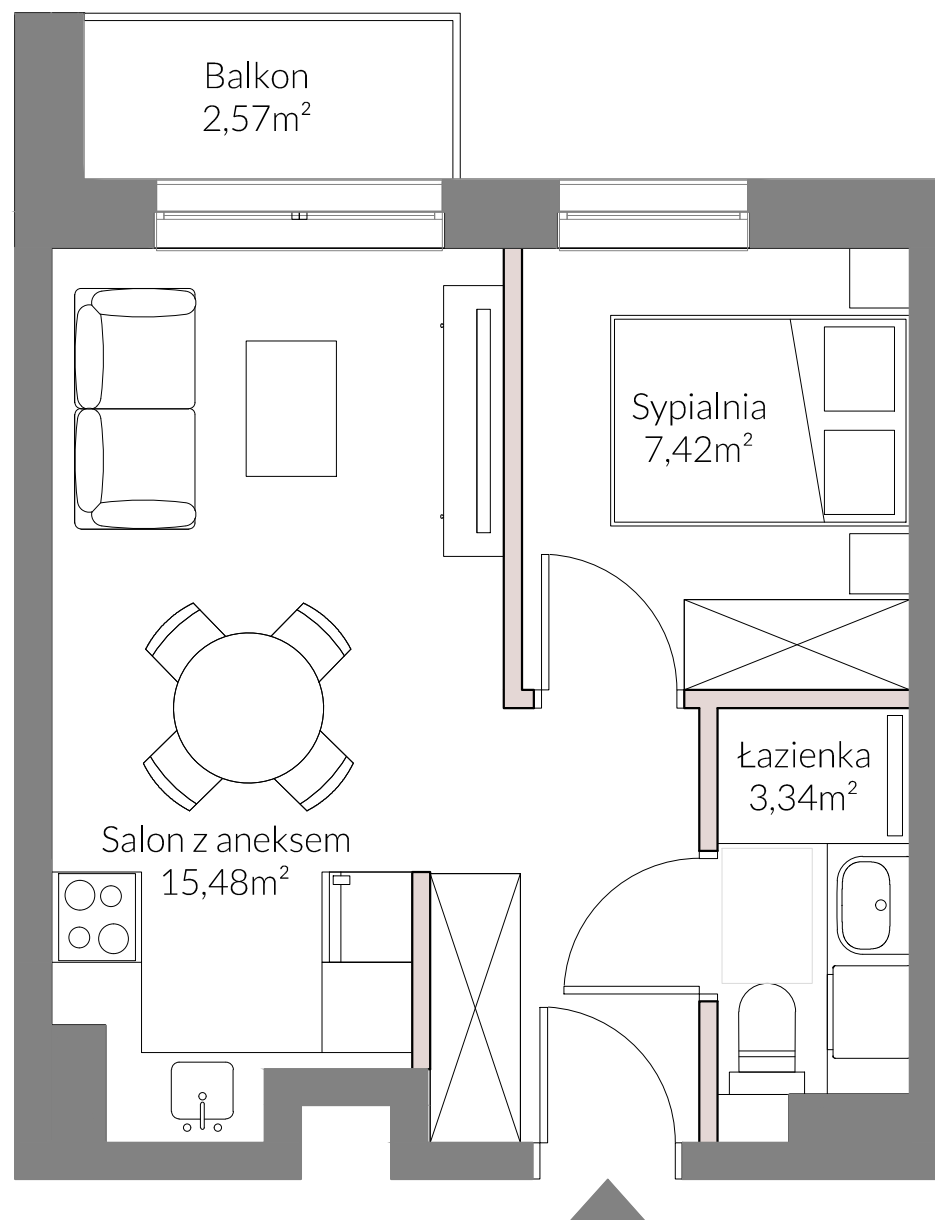 Balkon
2,57m²
Sypialnia
7,42m²
Łazienka
3,34m²
Salon z aneksem
15,48m²